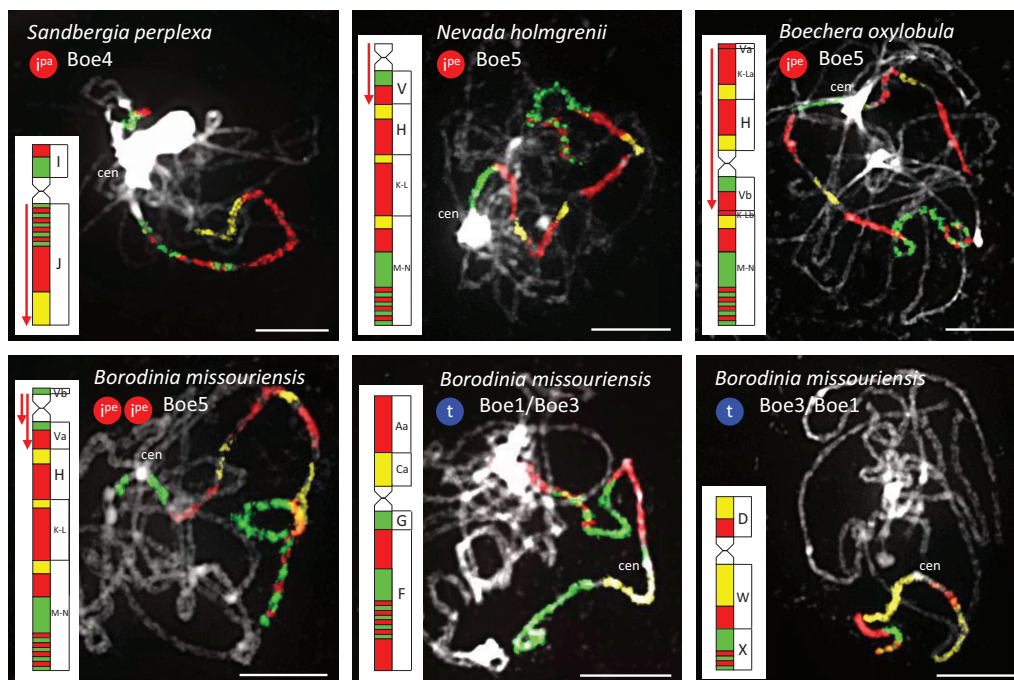 Sandbergia perplexa
ipa Boe4
cen
I
J
Nevada holmgrenii
ipe Boe5
cen
V
H
K-L
M-N
Boechera oxylobula
ipe Boe5
cen
Va
K-La
H
Vb
K-Lb
M-N
Borodinia missouriensis
ipe ipe Boe5
cen
Vb
Va
H
K-L
M-N
Borodinia missouriensis
t Boe1/Boe3
cen
Aa
Ca
G
F
Borodinia missouriensis
t Boe3/Boe1
cen
D
W
X